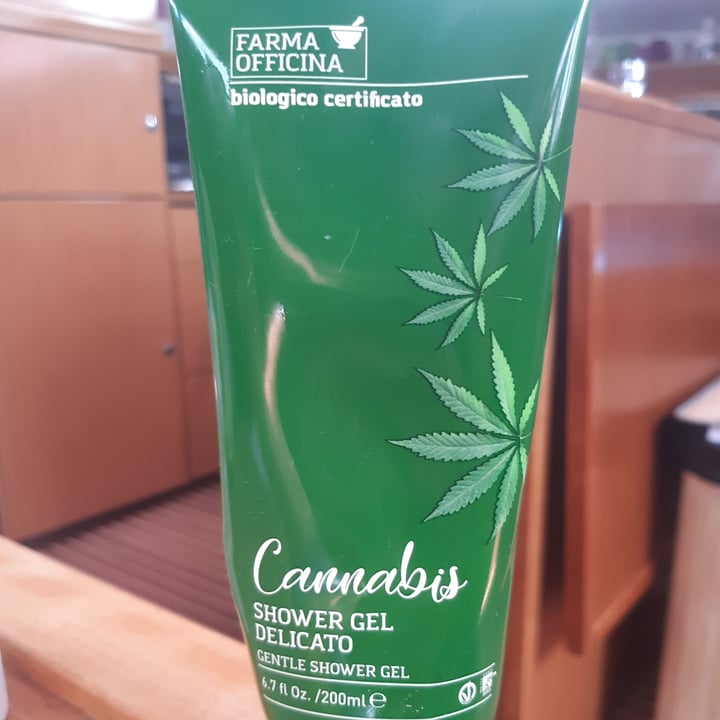 FARMA
OFFICINA
biologico certificato
Cannabis
SHOWER GEL
DELICATO
GENTLE SHOWER GEL
6.7 fl Oz. /200ml ℮